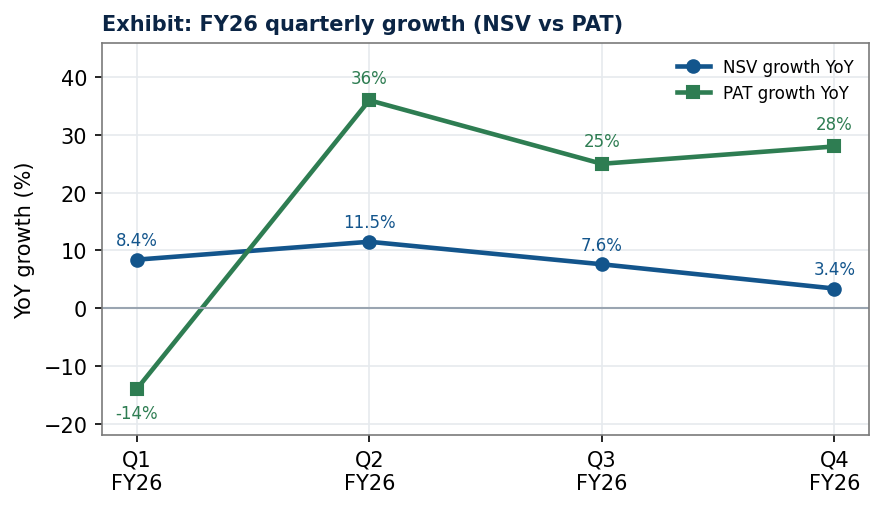 Exhibit: FY26 quarterly growth (NSV vs PAT)
NSV growth YoY
PAT growth YoY
YoY growth (%)
40
30
20
10
0
−10
−20
8.4%
11.5%
7.6%
3.4%
-14%
36%
25%
28%
Q1
FY26
Q2
FY26
Q3
FY26
Q4
FY26